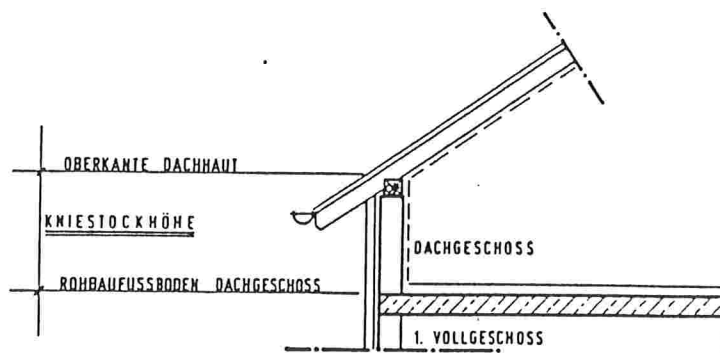 OBERKANTE DACHHAUT
KNIESTOCKHÖHE
DACHGESCHOSS
ROHBAUFUSSBODEN DACHGESCHOSS
1. VOLLGESCHOSS